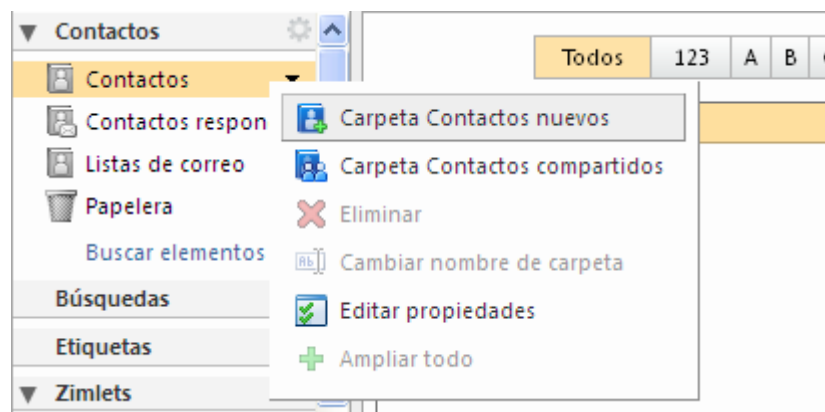 Contactos
Contactos
Contactos respon
Listas de correo
Papelera
Buscar elementos
Búsquedas
Etiquetas
Zimlets
Todos 123 A B
Carpeta Contactos nuevos
Carpeta Contactos compartidos
Eliminar
Cambiar nombre de carpeta
Editar propiedades
Ampliar todo